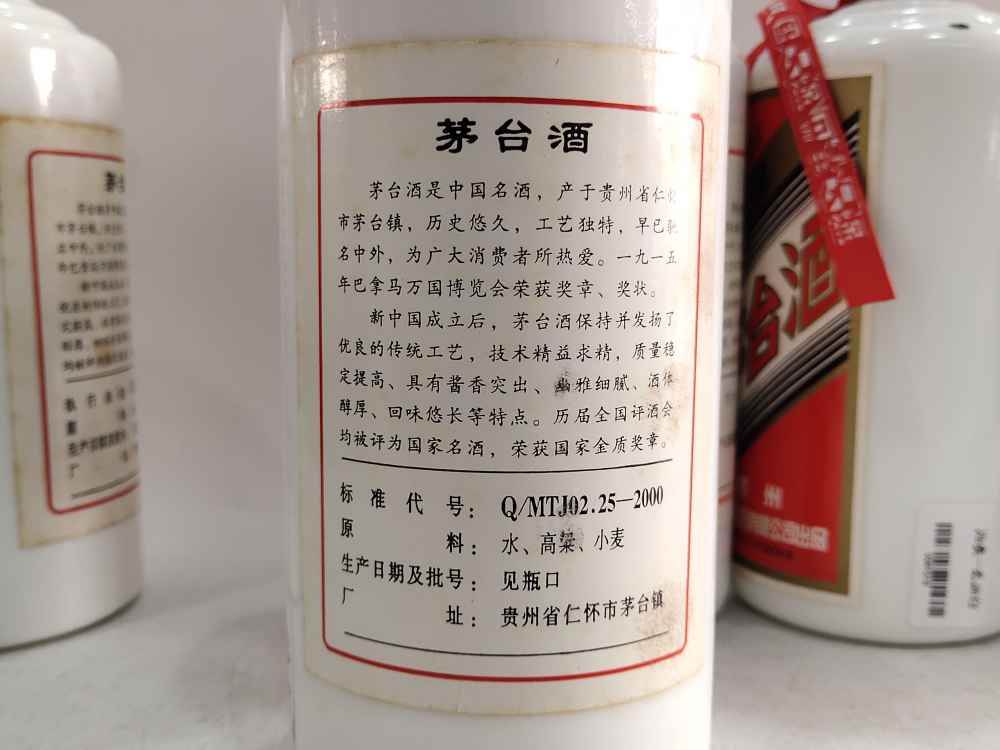 茅台酒
茅台酒是中国名酒，产于贵州省仁怀
市茅台镇，历史悠久，工艺独特，早已驰
名中外，为广大消费者所热爱。一九一五
年巴拿马万国博览会荣获奖章、奖状。
新中国成立后，茅台酒保持并发扬了
优良的传统工艺，技术精益求精，质量稳
定提高、具有酱香突出、幽雅细腻、酒体
醇厚、回味悠长等特点。历届全国评酒会
均被评为国家名酒，荣获国家金质奖章。
标准代号：Q/MTJ02.25—2000
原料：水、高粱、小麦
生产日期及批号：见瓶口
厂址：贵州省仁怀市茅台镇
台酒
州